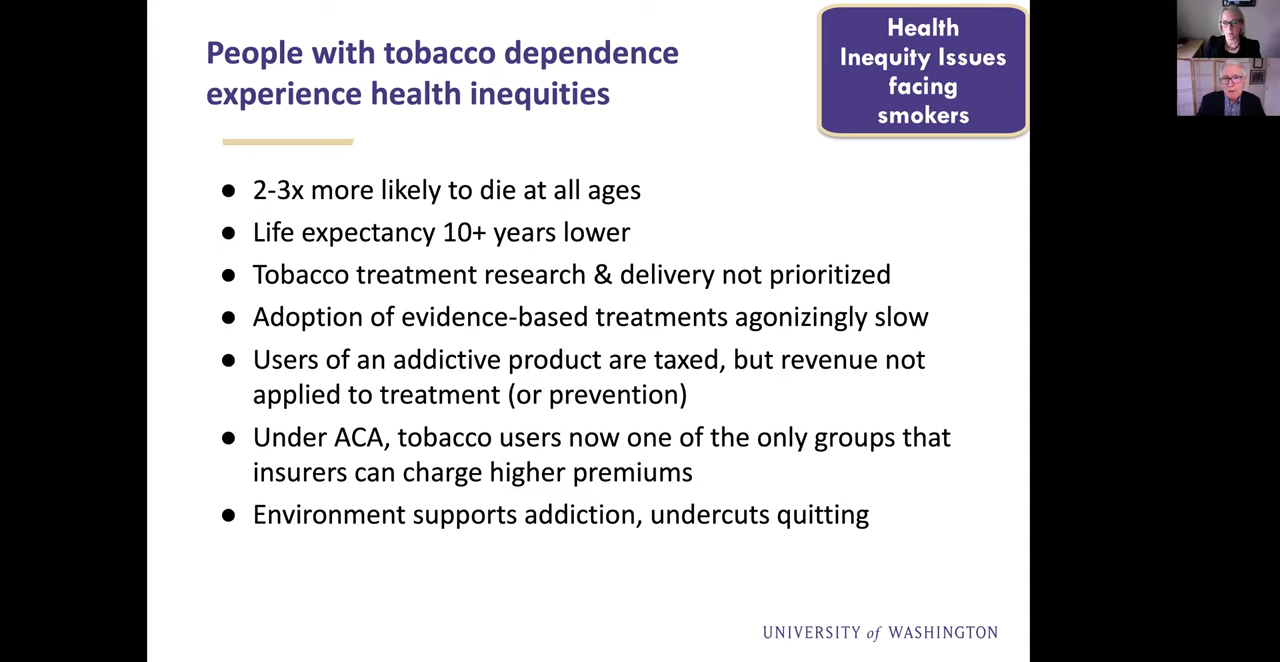 People with tobacco dependence
experience health inequities
Health
Inequity Issues
facing
smokers
● 2-3x more likely to die at all ages
● Life expectancy 10+ years lower
● Tobacco treatment research & delivery not prioritized
● Adoption of evidence-based treatments agonizingly slow
● Users of an addictive product are taxed, but revenue not
applied to treatment (or prevention)
● Under ACA, tobacco users now one of the only groups that
insurers can charge higher premiums
● Environment supports addiction, undercuts quitting
UNIVERSITY of WASHINGTON